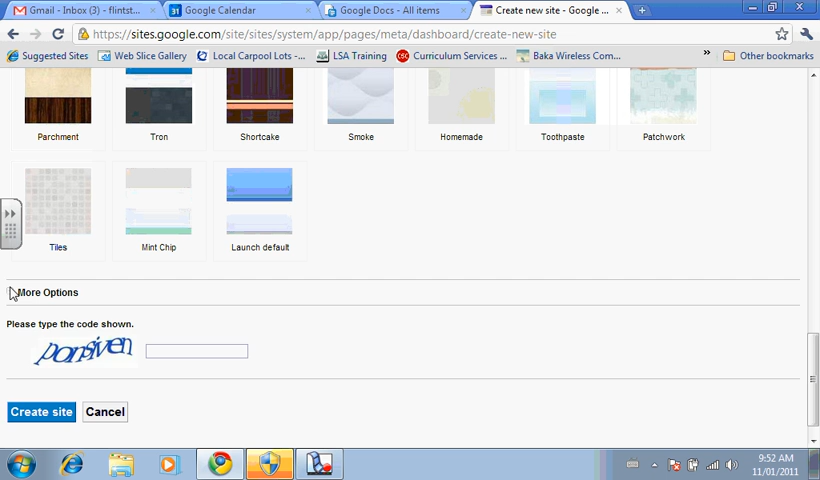 Gmail - Inbox (3) - flintst...
31
Google Calendar
Google Docs - All items
Create new site - Google ...
https://sites.google.com/site/sites/system/app/pages/meta/dashboard/create-new-site
Suggested Sites
Web Slice Gallery
Local Carpool Lots -...
LSA Training
CSC
Curriculum Services ...
Baka Wireless Com...
»
Other bookmarks
Parchment
Tron
Shortcake
Smoke
Homemade
Toothpaste
Patchwork
Tiles
Mint Chip
Launch default
More Options
Please type the code shown.
ponsiven
Create site
Cancel
9:52 AM
11/01/2011